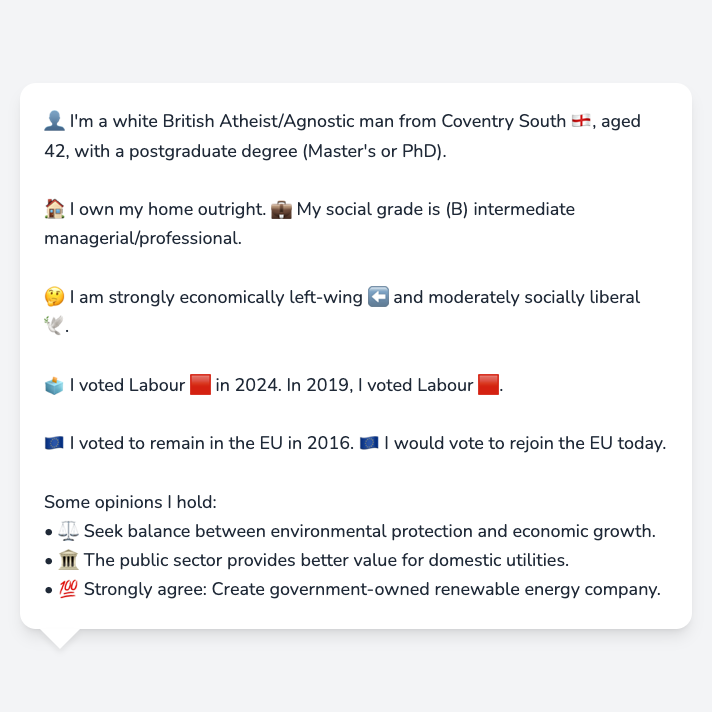 👤 I'm a white British Atheist/Agnostic man from Coventry South 🏴󠁧󠁢󠁥󠁮󠁧󠁿, aged
42, with a postgraduate degree (Master's or PhD).
🏠 I own my home outright. 💼 My social grade is (B) intermediate
managerial/professional.
🤔 I am strongly economically left-wing ⬅️ and moderately socially liberal
🕊️.
🗳️ I voted Labour 🟥 in 2024. In 2019, I voted Labour 🟥.
🇪🇺 I voted to remain in the EU in 2016. 🇪🇺 I would vote to rejoin the EU today.
Some opinions I hold:
• ⚖️ Seek balance between environmental protection and economic growth.
• 🏛️ The public sector provides better value for domestic utilities.
• 💯 Strongly agree: Create government-owned renewable energy company.